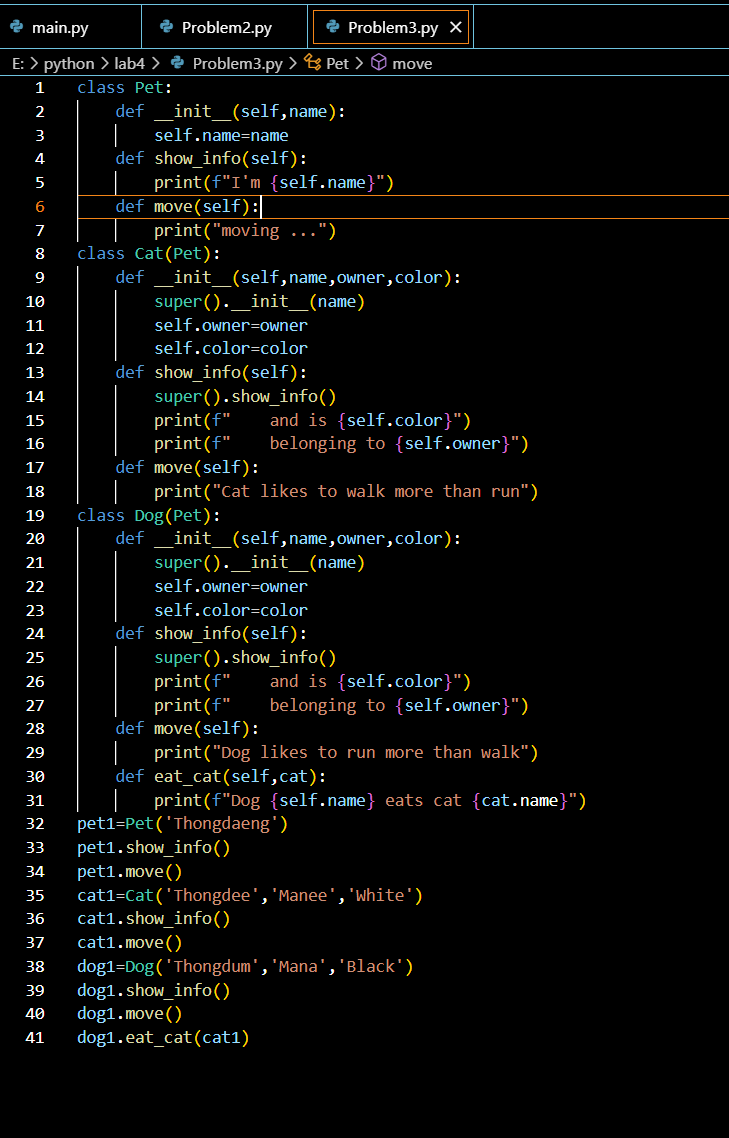 main.py Problem2.py Problem3.py ×
E: > python > lab4 > Problem3.py > Pet > move
1 class Pet:
2     def __init__(self,name):
3         self.name=name
4     def show_info(self):
5         print(f"I'm {self.name}")
6     def move(self):
7         print("moving ...")
8 class Cat(Pet):
9     def __init__(self,name,owner,color):
10         super().__init__(name)
11         self.owner=owner
12         self.color=color
13     def show_info(self):
14         super().show_info()
15         print(f"    and is {self.color}")
16         print(f"    belonging to {self.owner}")
17     def move(self):
18         print("Cat likes to walk more than run")
19 class Dog(Pet):
20     def __init__(self,name,owner,color):
21         super().__init__(name)
22         self.owner=owner
23         self.color=color
24     def show_info(self):
25         super().show_info()
26         print(f"    and is {self.color}")
27         print(f"    belonging to {self.owner}")
28     def move(self):
29         print("Dog likes to run more than walk")
30     def eat_cat(self,cat):
31         print(f"Dog {self.name} eats cat {cat.name}")
32 pet1=Pet('Thongdaeng')
33 pet1.show_info()
34 pet1.move()
35 cat1=Cat('Thongdee','Manee','White')
36 cat1.show_info()
37 cat1.move()
38 dog1=Dog('Thongdum','Mana','Black')
39 dog1.show_info()
40 dog1.move()
41 dog1.eat_cat(cat1)